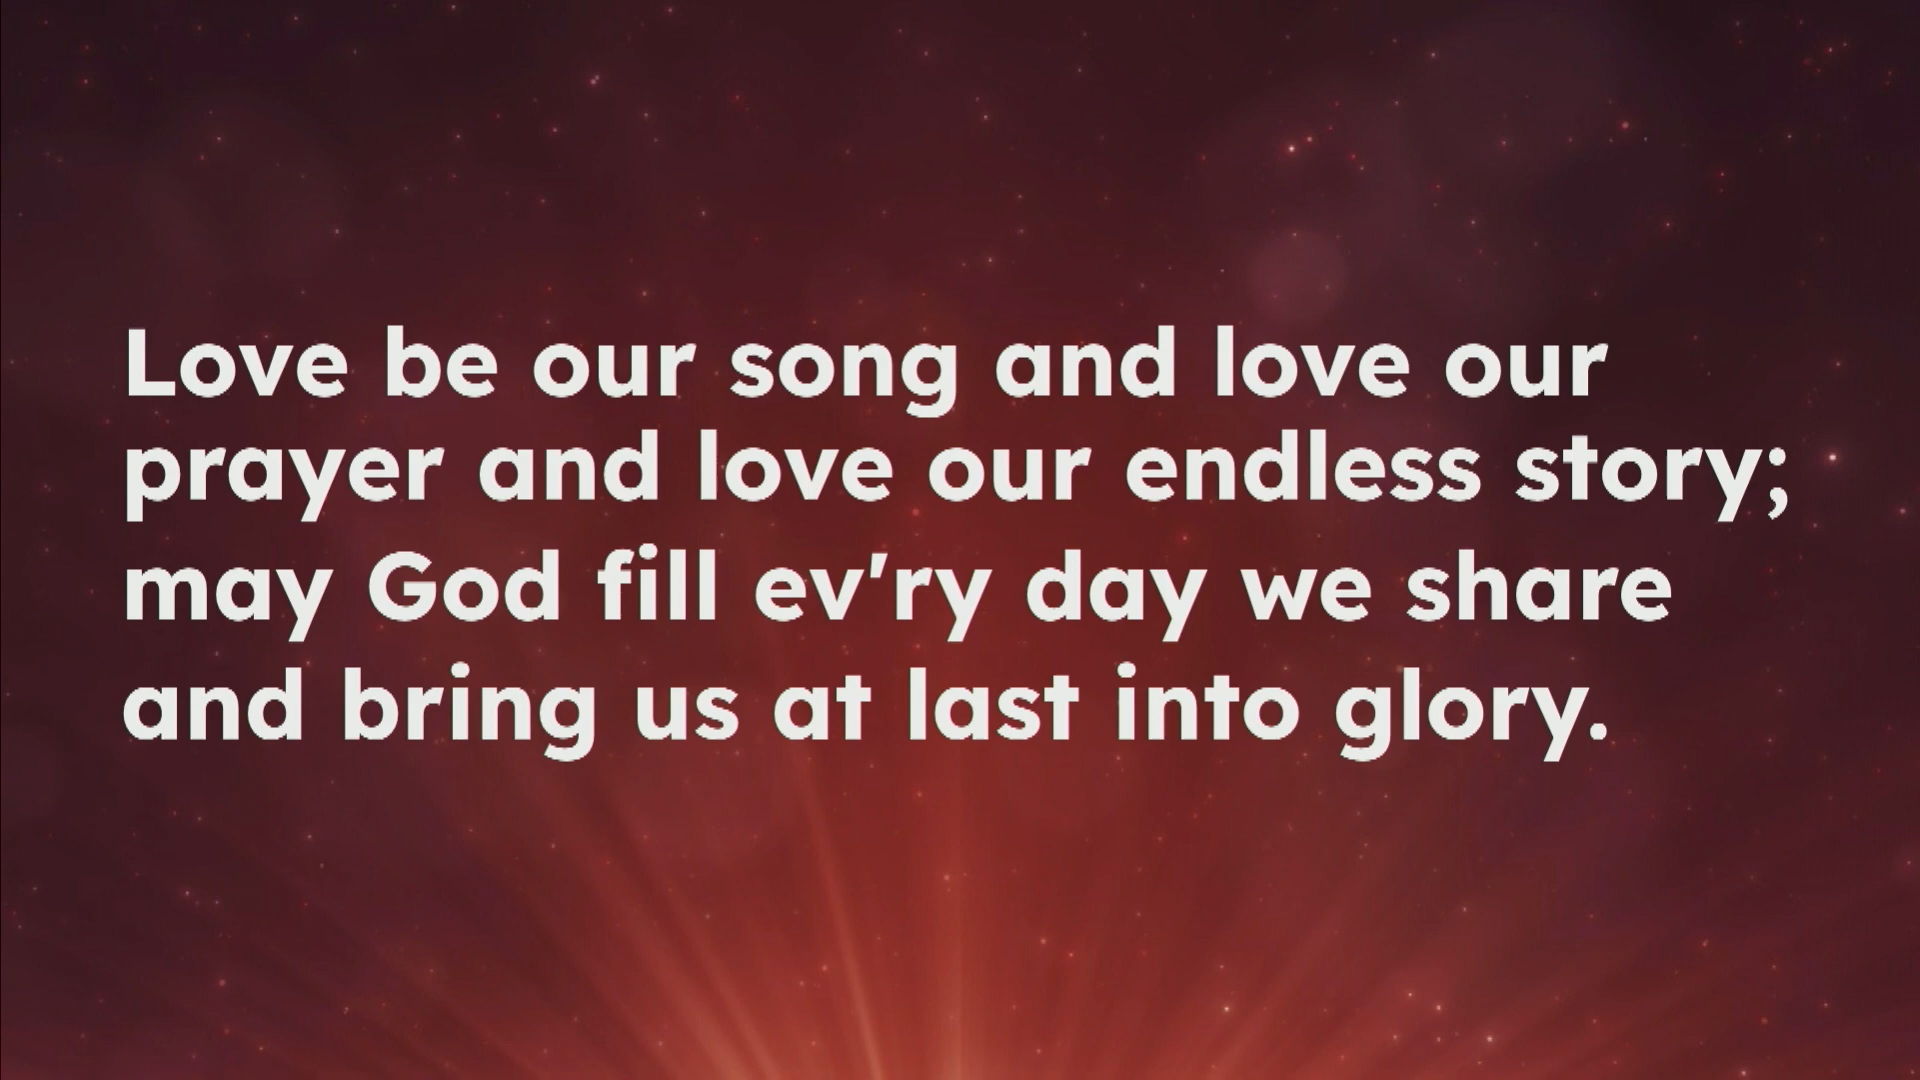 Love be our song and love our
prayer and love our endless story;
may God fill ev'ry day we share
and bring us at last into glory.